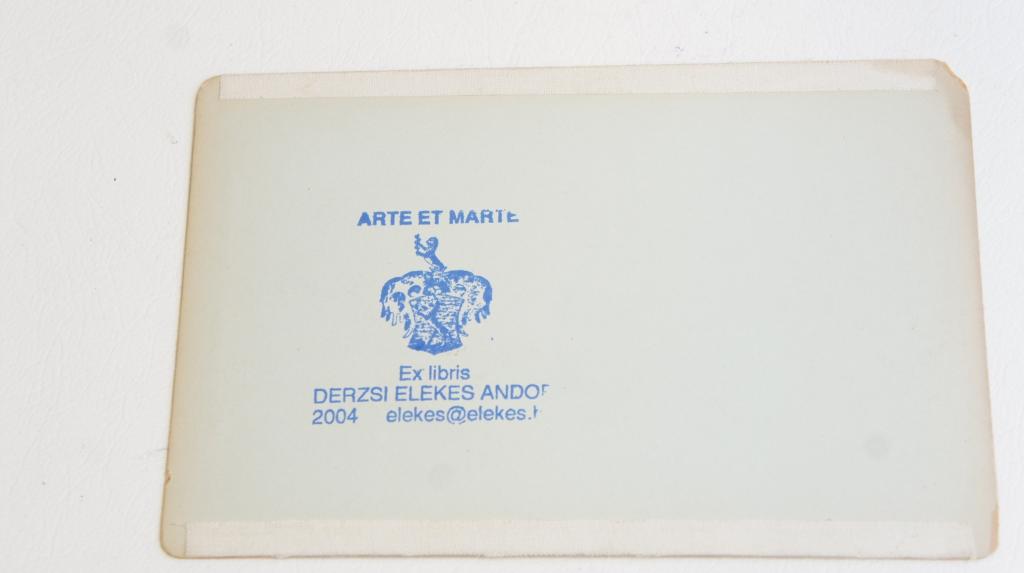 ARTE ET MARTE
Ex libris
DERZSI ELEKES ANDOR
2004 elekes@elekes.h